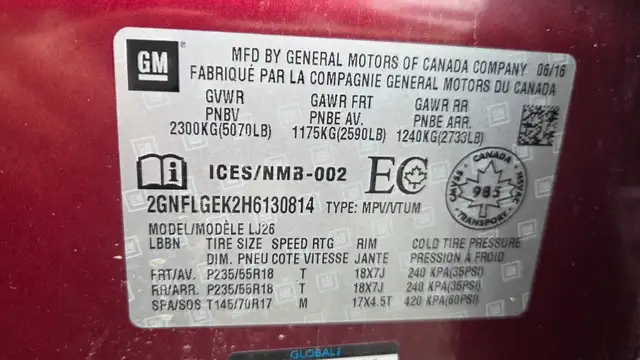 GM
MFD BY GENERAL MOTORS OF CANADA COMPANY 06/16
FABRIQUÉ PAR LA COMPAGNIE GENERAL MOTORS DU CANADA
GVWR GAWR FRT GAWR RR
PNBV PNBE AV. PNBE ARR.
2300KG(5070LB) 1175KG(2590LB) 1240KG(2733LB)
ICES/NMB-002 EC
CANADA
CMVSS 985 NSVAC
TRANSPORT
2GNFLGEK2H6130814 TYPE: MPV/VTUM
MODEL/MODÈLE LJ26
LBBN TIRE SIZE SPEED RTG RIM COLD TIRE PRESSURE
DIM. PNEU COTE VITESSE JANTE PRESSION À FROID
FRT/AV. P235/55R18 T 18X7J 240 KPA(35PSI)
RR/ARR. P235/55R18 T 18X7J 240 KPA(35PSI)
SPA/SOS T145/70R17 M 17X4.5T 420 KPA(60PSI)
GLOBALI